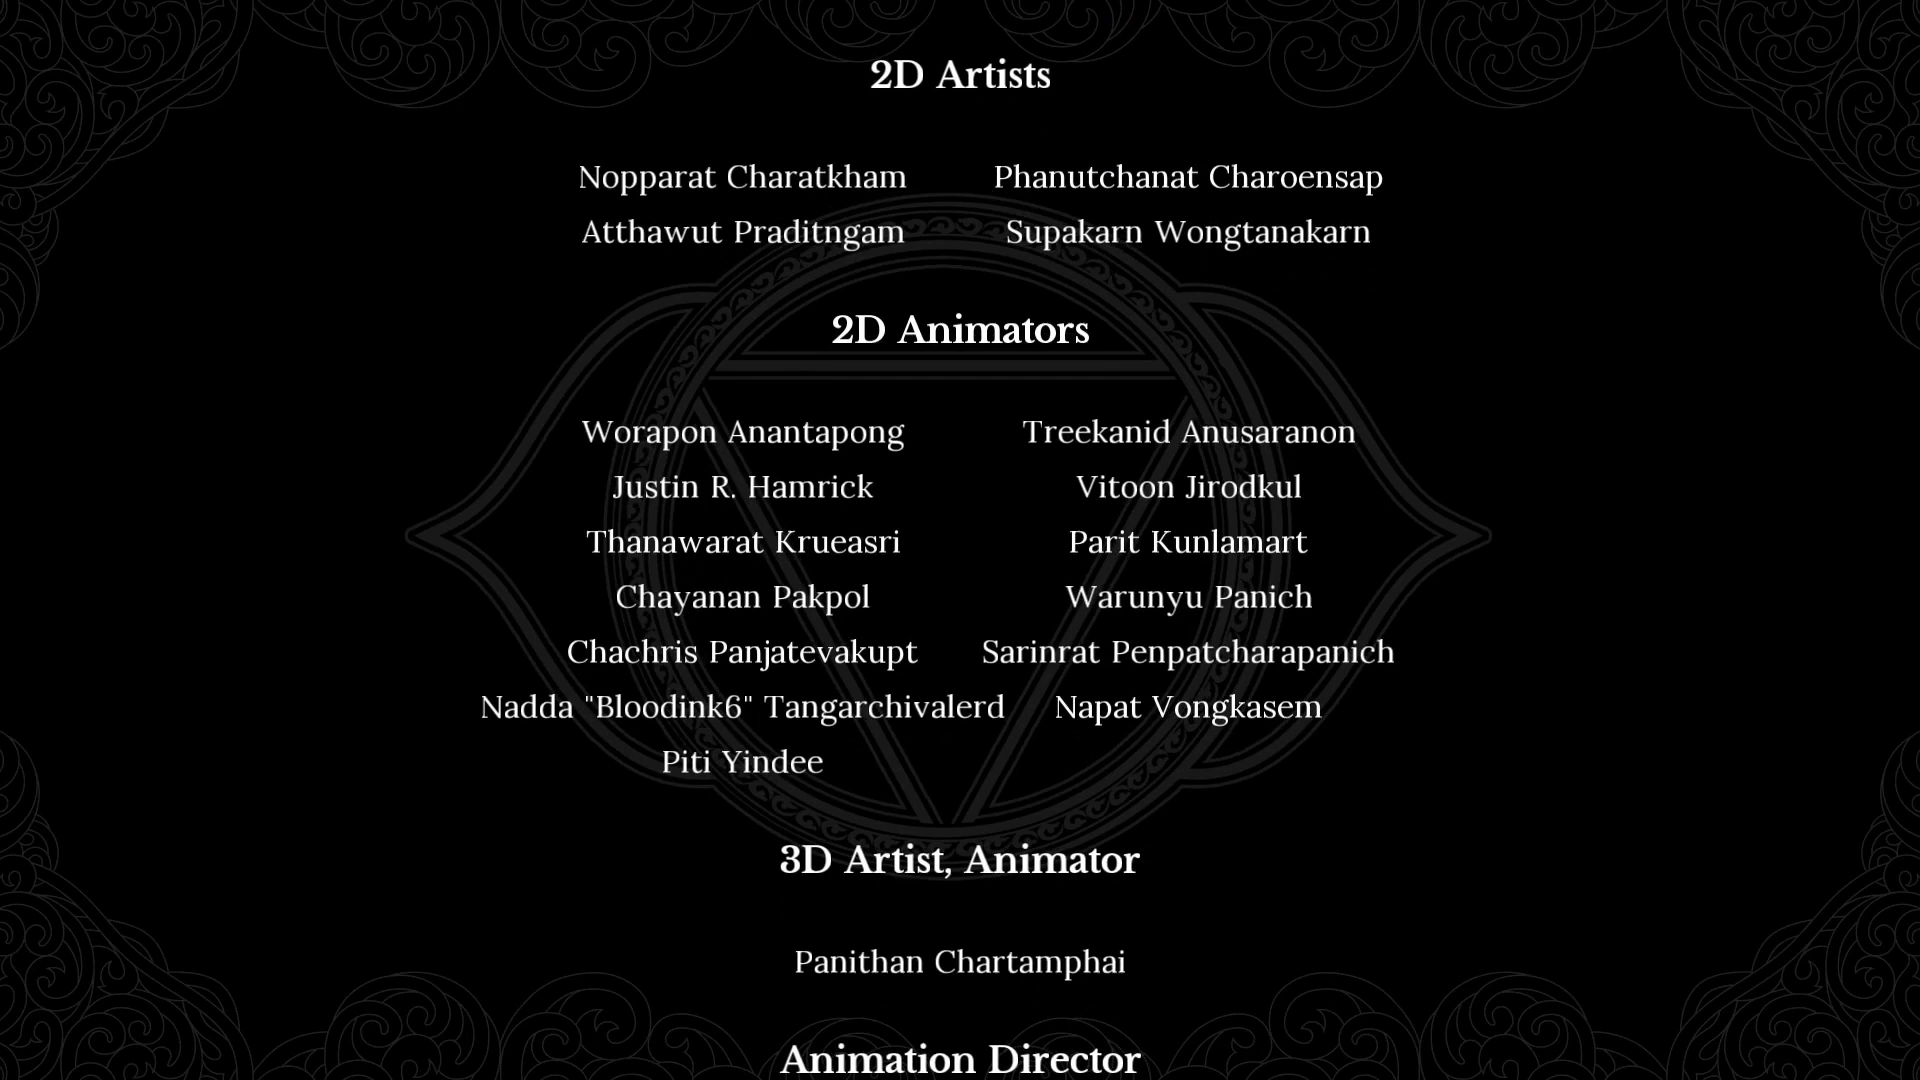 2D Artists
Nopparat Charatkham Phanutchanat Charoensap
Atthawut Praditngam Supakarn Wongtanakarn
2D Animators
Worapon Anantapong Treekanid Anusaranon
Justin R. Hamrick Vitoon Jirodkul
Thanawarat Krueasri Parit Kunlamart
Chayanan Pakpol Warunyu Panich
Chachris Panjatevakupt Sarinrat Penpatcharapanich
Nadda "Bloodink6" Tangarchivalerd Napat Vongkasem
Piti Yindee
3D Artist, Animator
Panithan Chartamphai
Animation Director